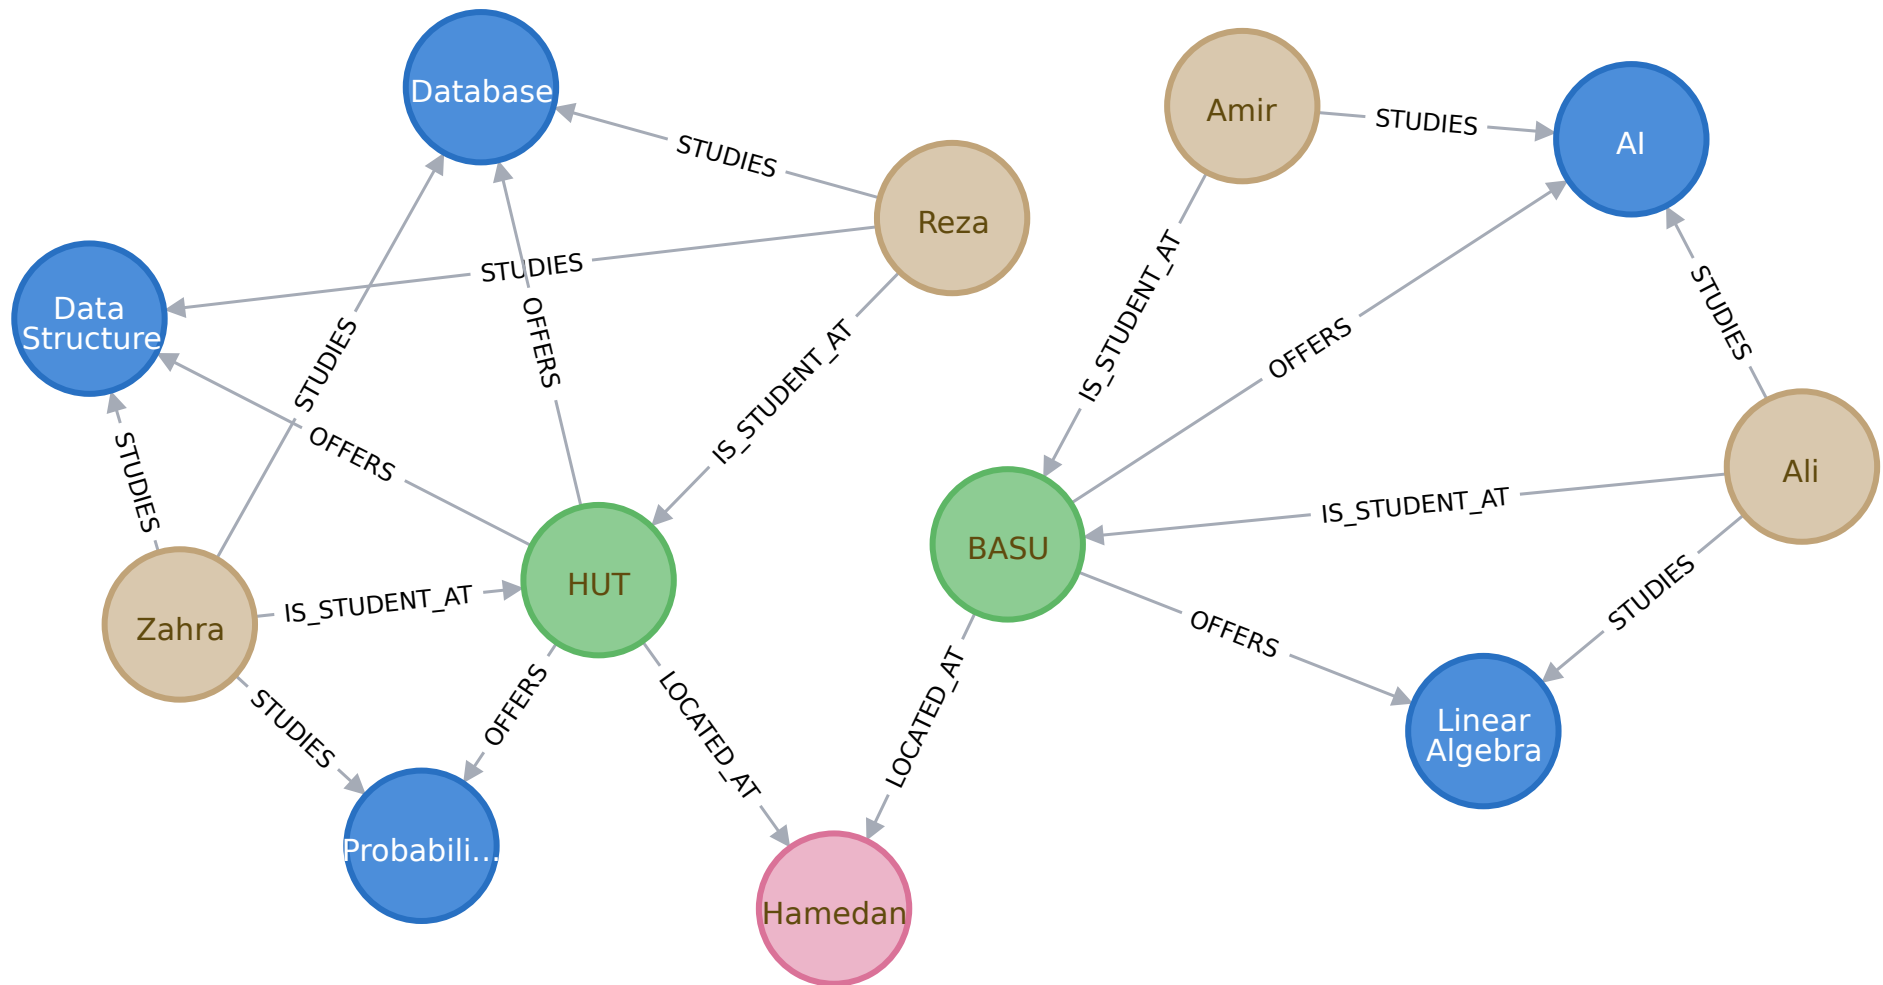 Database
Amir
STUDIES
AI
STUDIES
Reza
STUDIES
IS_STUDENT_AT
Data
Structure
OFFERS
STUDIES
STUDIES
OFFERS
IS_STUDENT_AT
OFFERS
STUDIES
Ali
IS_STUDENT_AT
BASU
HUT
IS_STUDENT_AT
Zahra
STUDIES
OFFERS
STUDIES
OFFERS
LOCATED_AT
LOCATED_AT
Linear
Algebra
Probabili...
Hamedan